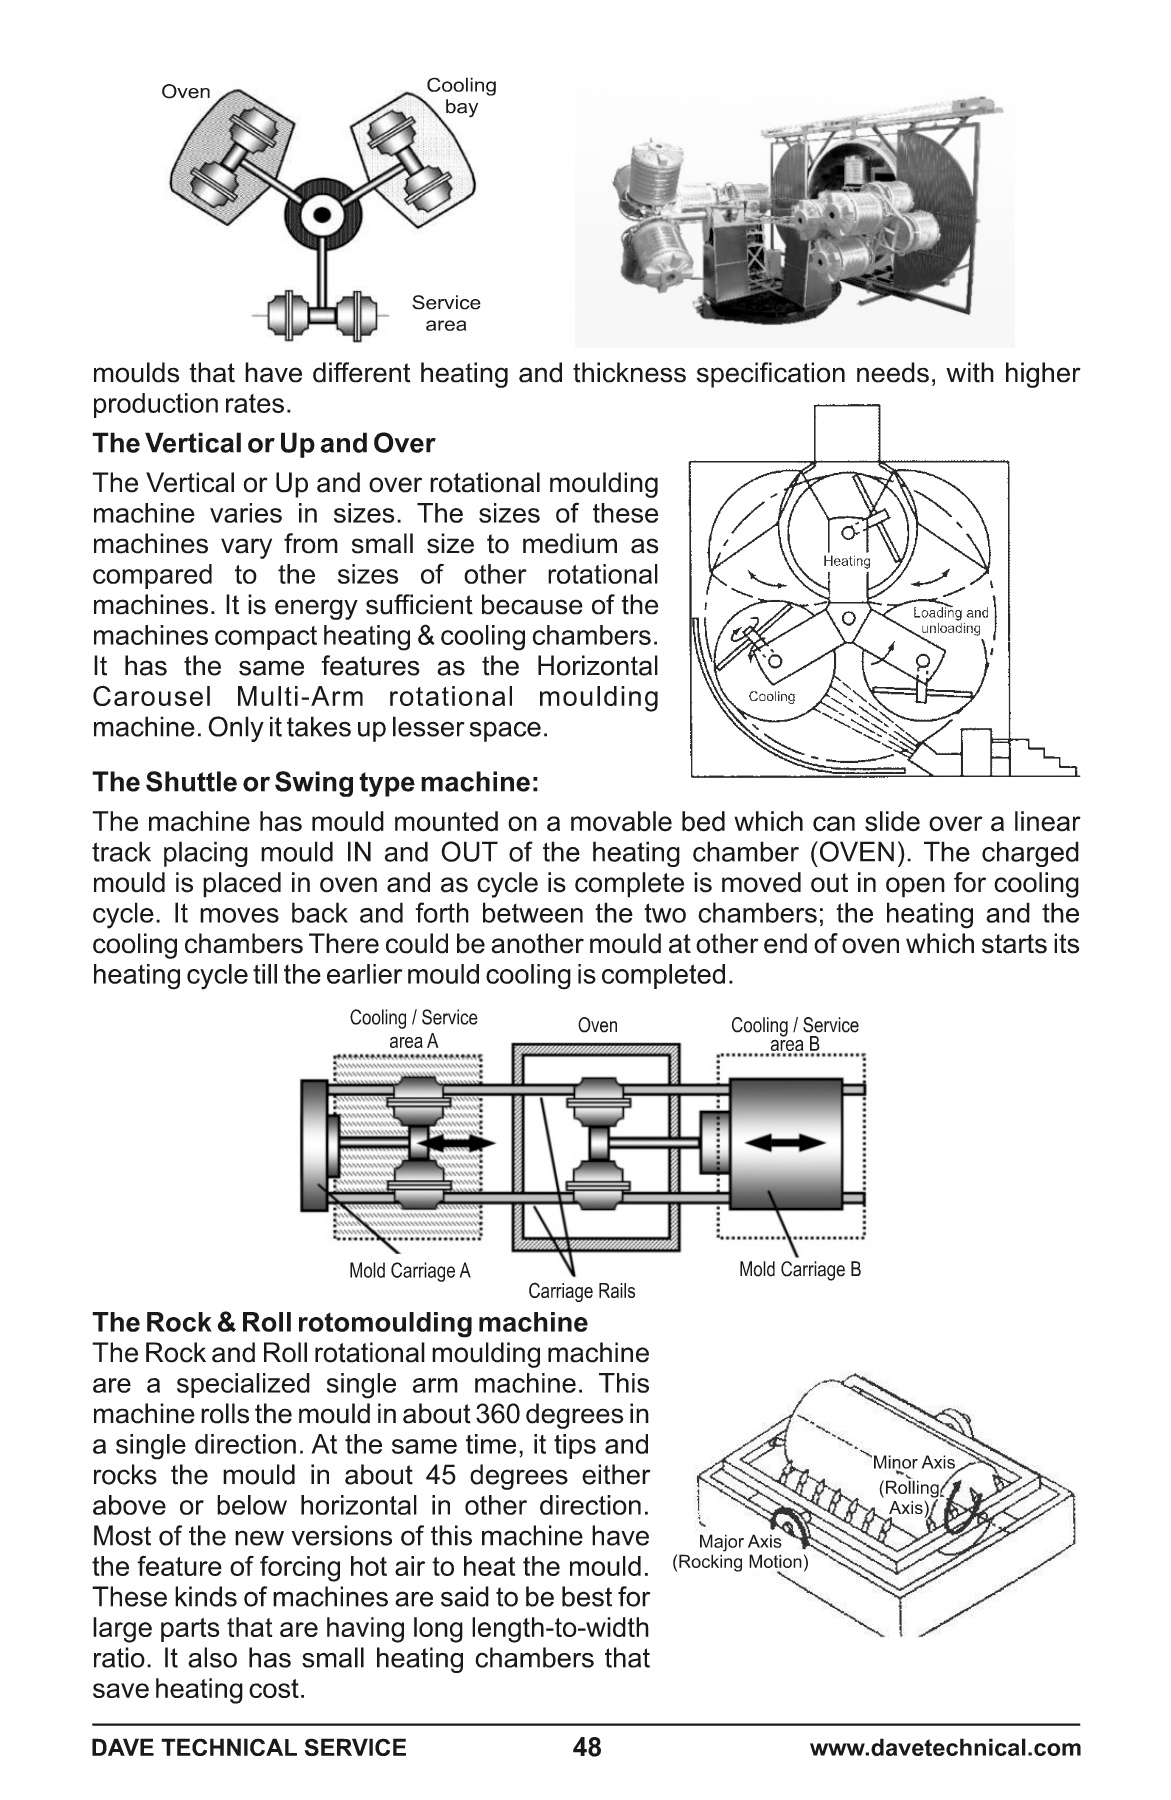 Oven
Cooling
bay
Service
area
moulds that have different heating and thickness specification needs, with higher
production rates.
The Vertical or Up and Over
The Vertical or Up and over rotational moulding
machine varies in sizes. The sizes of these
machines vary from small size to medium as
compared to the sizes of other rotational
machines. It is energy sufficient because of the
machines compact heating & cooling chambers.
It has the same features as the Horizontal
Carousel Multi-Arm rotational moulding
machine. Only it takes up lesser space.
Heating
Loading and
unloading
Cooling
The Shuttle or Swing type machine:
The machine has mould mounted on a movable bed which can slide over a linear
track placing mould IN and OUT of the heating chamber (OVEN). The charged
mould is placed in oven and as cycle is complete is moved out in open for cooling
cycle. It moves back and forth between the two chambers; the heating and the
cooling chambers There could be another mould at other end of oven which starts its
heating cycle till the earlier mould cooling is completed.
Cooling / Service
area A
Oven
Cooling / Service
area B
Mold Carriage A
Carriage Rails
Mold Carriage B
The Rock & Roll rotomoulding machine
The Rock and Roll rotational moulding machine
are a specialized single arm machine. This
machine rolls the mould in about 360 degrees in
a single direction. At the same time, it tips and
rocks the mould in about 45 degrees either
above or below horizontal in other direction.
Most of the new versions of this machine have
the feature of forcing hot air to heat the mould.
These kinds of machines are said to be best for
large parts that are having long length-to-width
ratio. It also has small heating chambers that
save heating cost.
Minor Axis
(Rolling
Axis)
Major Axis
(Rocking Motion)
DAVE TECHNICAL SERVICE
48
www.davetechnical.com